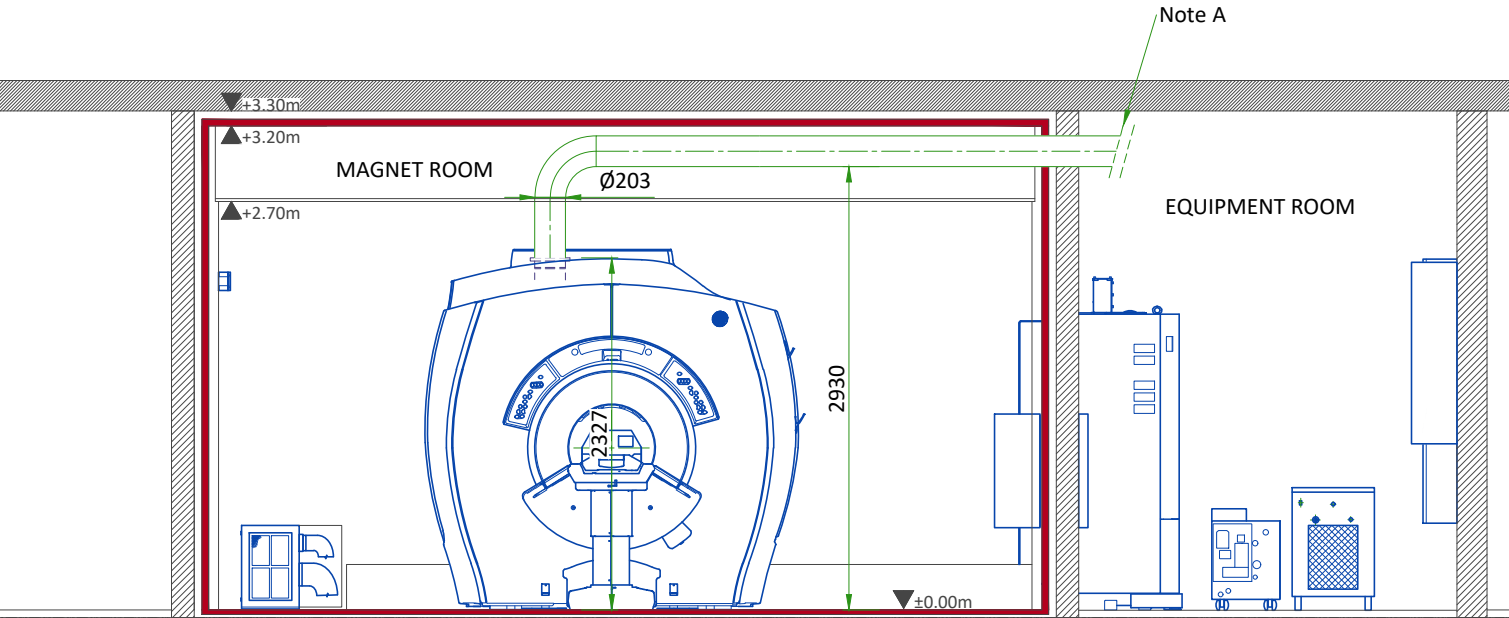 Note A
+3.30m
+3.20m
MAGNET ROOM
Ø203
+2.70m
EQUIPMENT ROOM
2930
2327
±0.00m